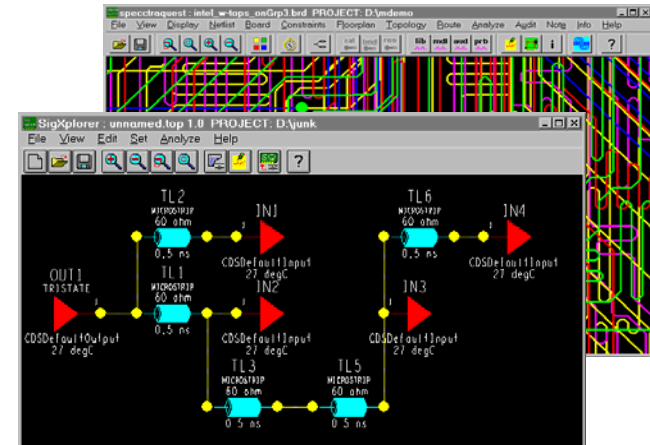 specctraquest : intel_w-tops_onGrp3.brd PROJECT: D:\mdemo
File View Display Netlist Board Constraints Floorplan Topology Route Analyze Audit Note Info Help
lib mdl wvd prb i ?
SigXplorer : unnamed.top 1.0 PROJECT: D:\junk
File View Edit Set Analyze Help
?
TL2
MICROSTRIP
60 ohm
0.5 ns
IN1
CDSDefaultInput
27 degC
TL6
MICROSTRIP
60 ohm
0.5 ns
IN4
CDSDefaultInput
27 degC
OUT1
TRISTATE
CDSDefaultOutput
27 degC
TL1
MICROSTRIP
60 ohm
0.5 ns
IN2
CDSDefaultInput
27 degC
IN3
CDSDefaultInput
27 degC
TL3
MICROSTRIP
60 ohm
0.5 ns
TL5
MICROSTRIP
60 ohm
0.5 ns